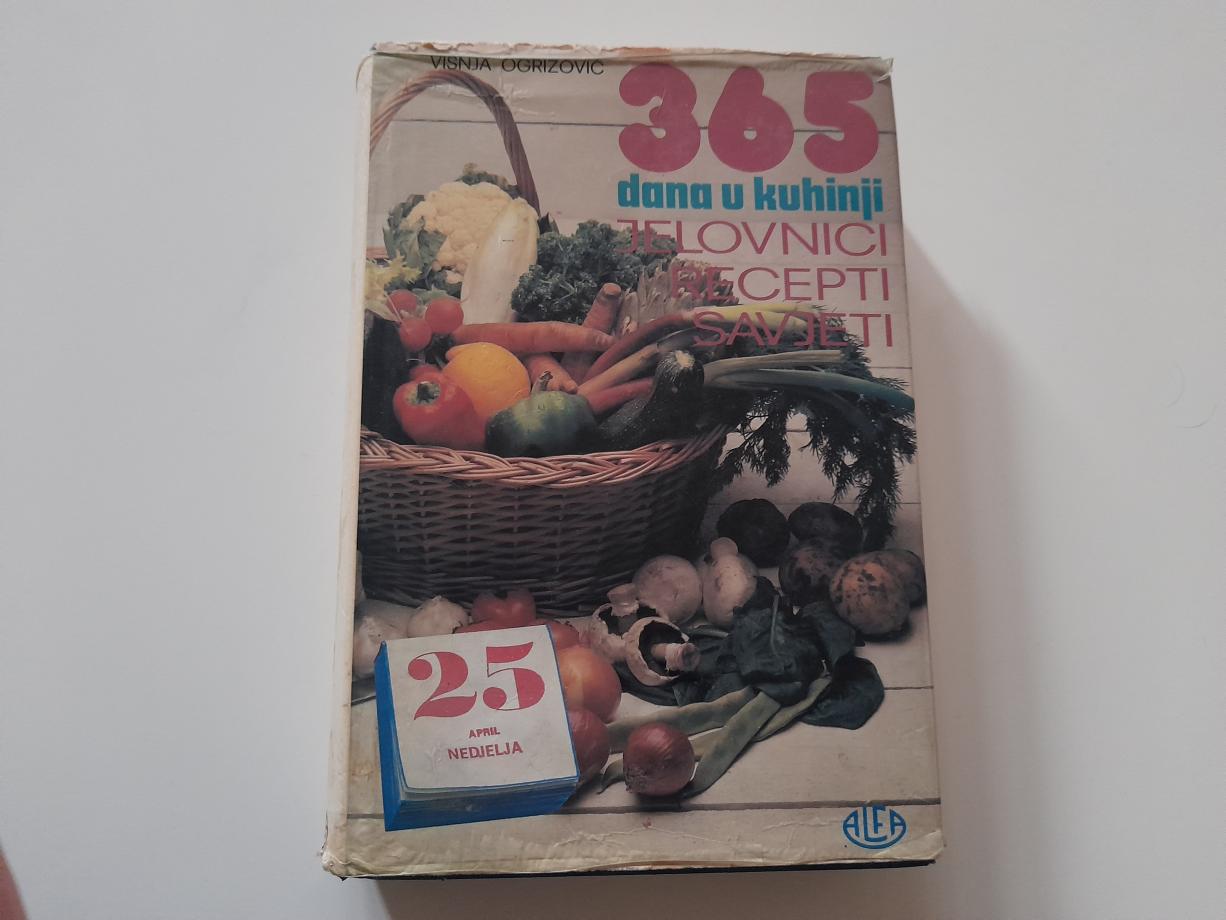 VIŠNJA OGRIZOVIĆ
365
dana u kuhinji
JELOVNICI
RECEPTI
SAVJETI
25
APRIL
NEDJELJA
ALFA